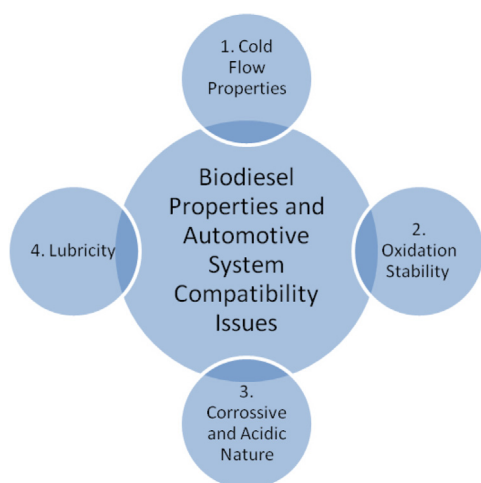 1. Cold
Flow
Properties
Biodiesel
Properties and
Automotive
System
Compatibility
Issues
2.
Oxidation
Stability
3.
Corrossive
and Acidic
Nature
4. Lubricity